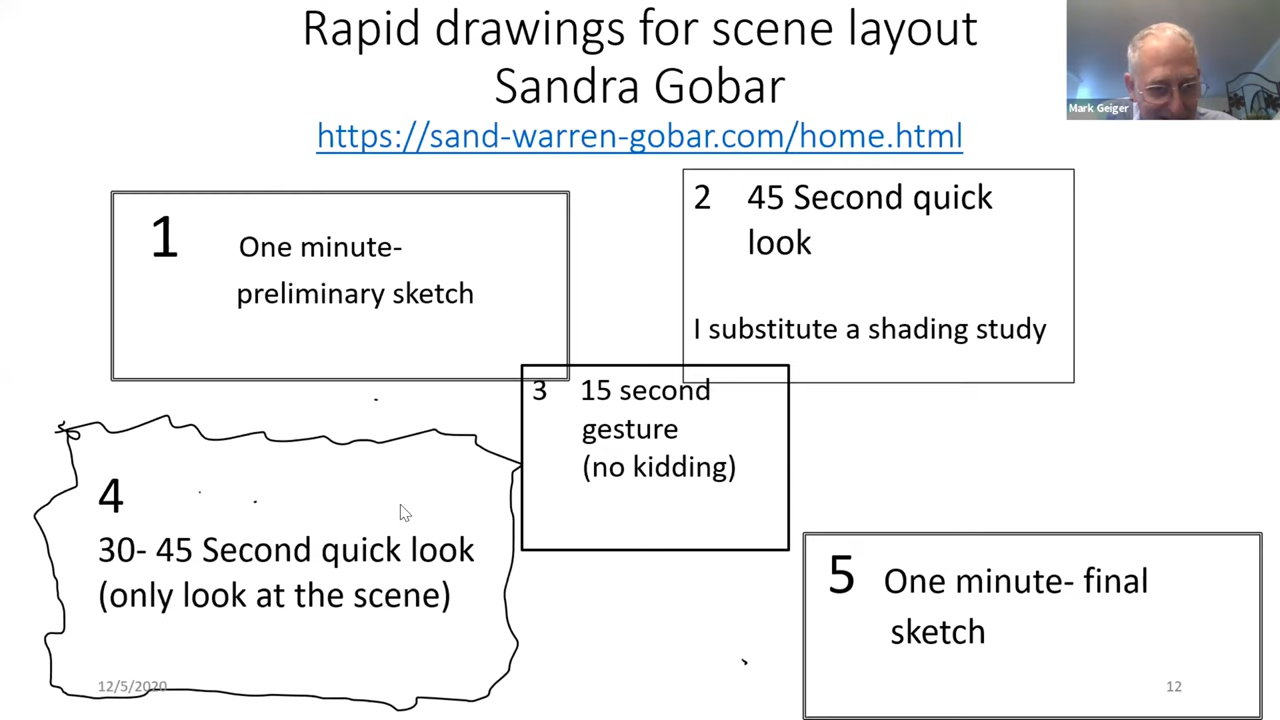 Rapid drawings for scene layout
Sandra Gobar
https://sand-warren-gobar.com/home.html
Mark Geiger
1 One minute-
preliminary sketch
2 45 Second quick
look
I substitute a shading study
3 15 second
gesture
(no kidding)
4
30- 45 Second quick look
(only look at the scene)
5 One minute- final
sketch
12/5/2020
12